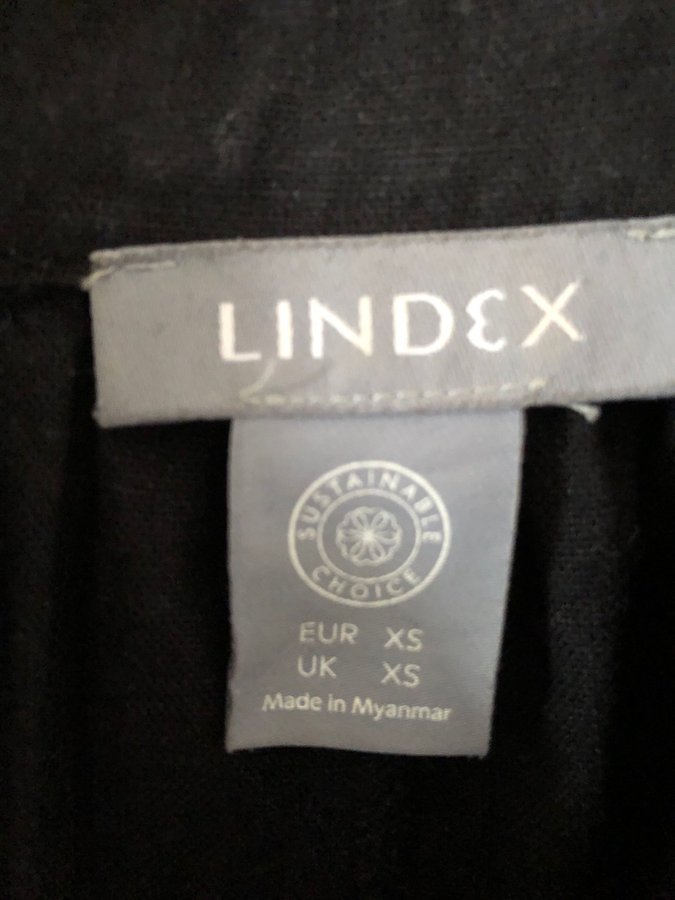 LINDEX
SUSTAINABLE
CHOICE
EUR XS
UK XS
Made in Myanmar